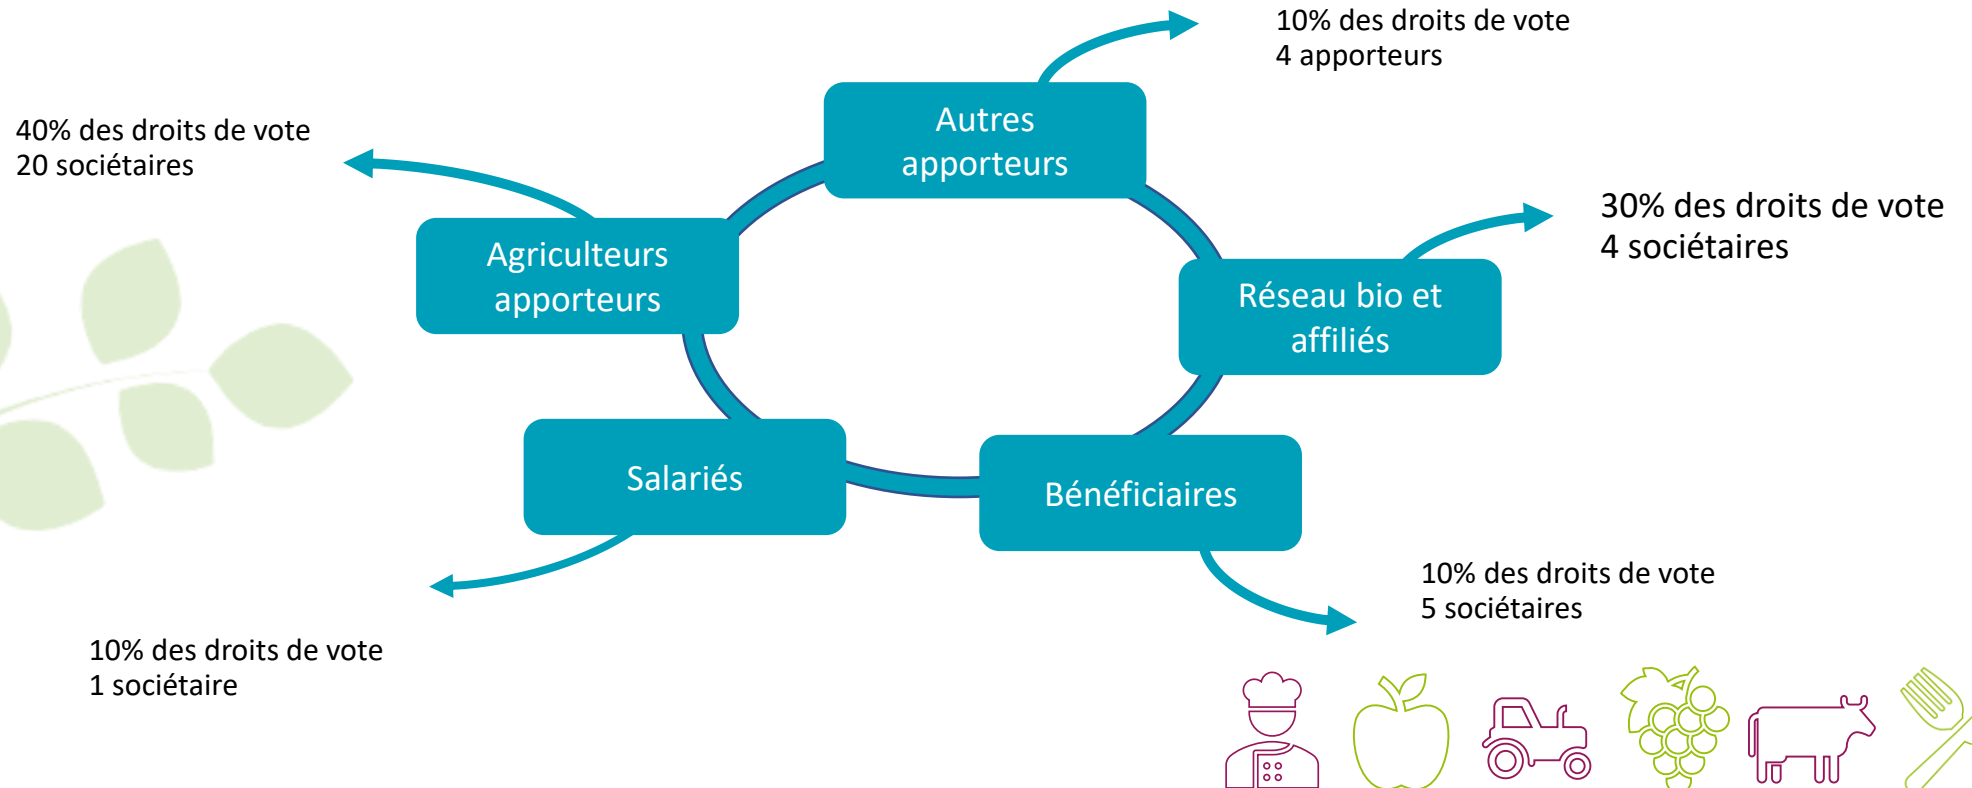 10% des droits de vote
4 apporteurs
Autres
apporteurs
40% des droits de vote
20 sociétaires
30% des droits de vote
4 sociétaires
Agriculteurs
apporteurs
Réseau bio et
affiliés
Salariés
Bénéficiaires
10% des droits de vote
5 sociétaires
10% des droits de vote
1 sociétaire